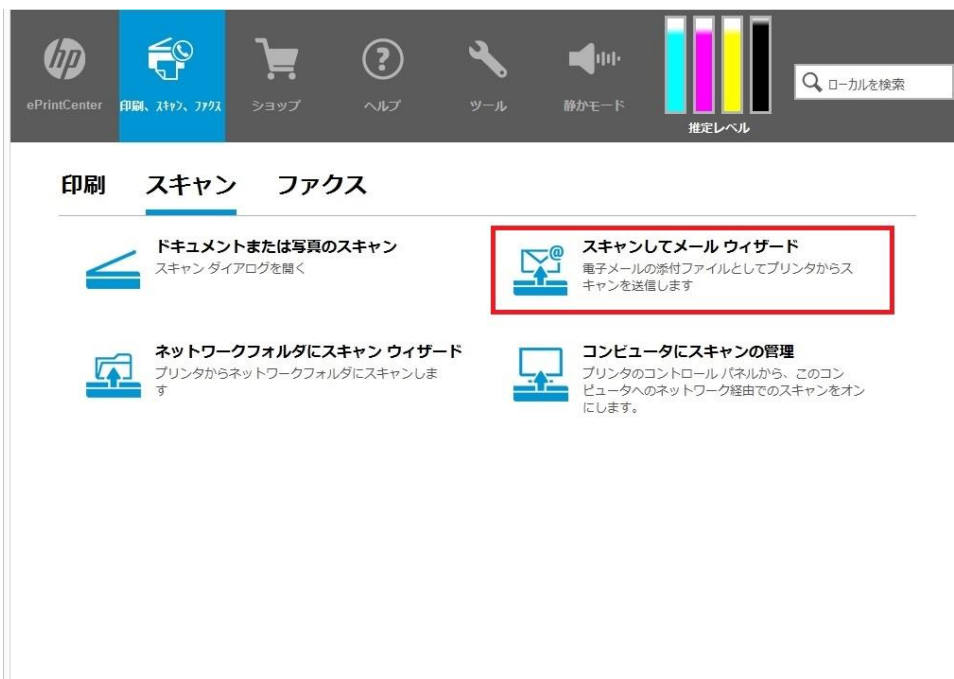 hp
ePrintCenter
印刷、ｽｷｬﾝ、ﾌｧｸｽ
ショップ
ヘルプ
ツール
静かモード
推定レベル
ローカルを検索
印刷 スキャン ファクス
ドキュメントまたは写真のスキャン
スキャン ダイアログを開く
スキャンしてメール ウィザード
電子メールの添付ファイルとしてプリンタからス
キャンを送信します
ネットワークフォルダにスキャン ウィザード
プリンタからネットワークフォルダにスキャンしま
す
コンピュータにスキャンの管理
プリンタのコントロール パネルから、このコン
ピュータへのネットワーク経由でのスキャンをオン
にします。